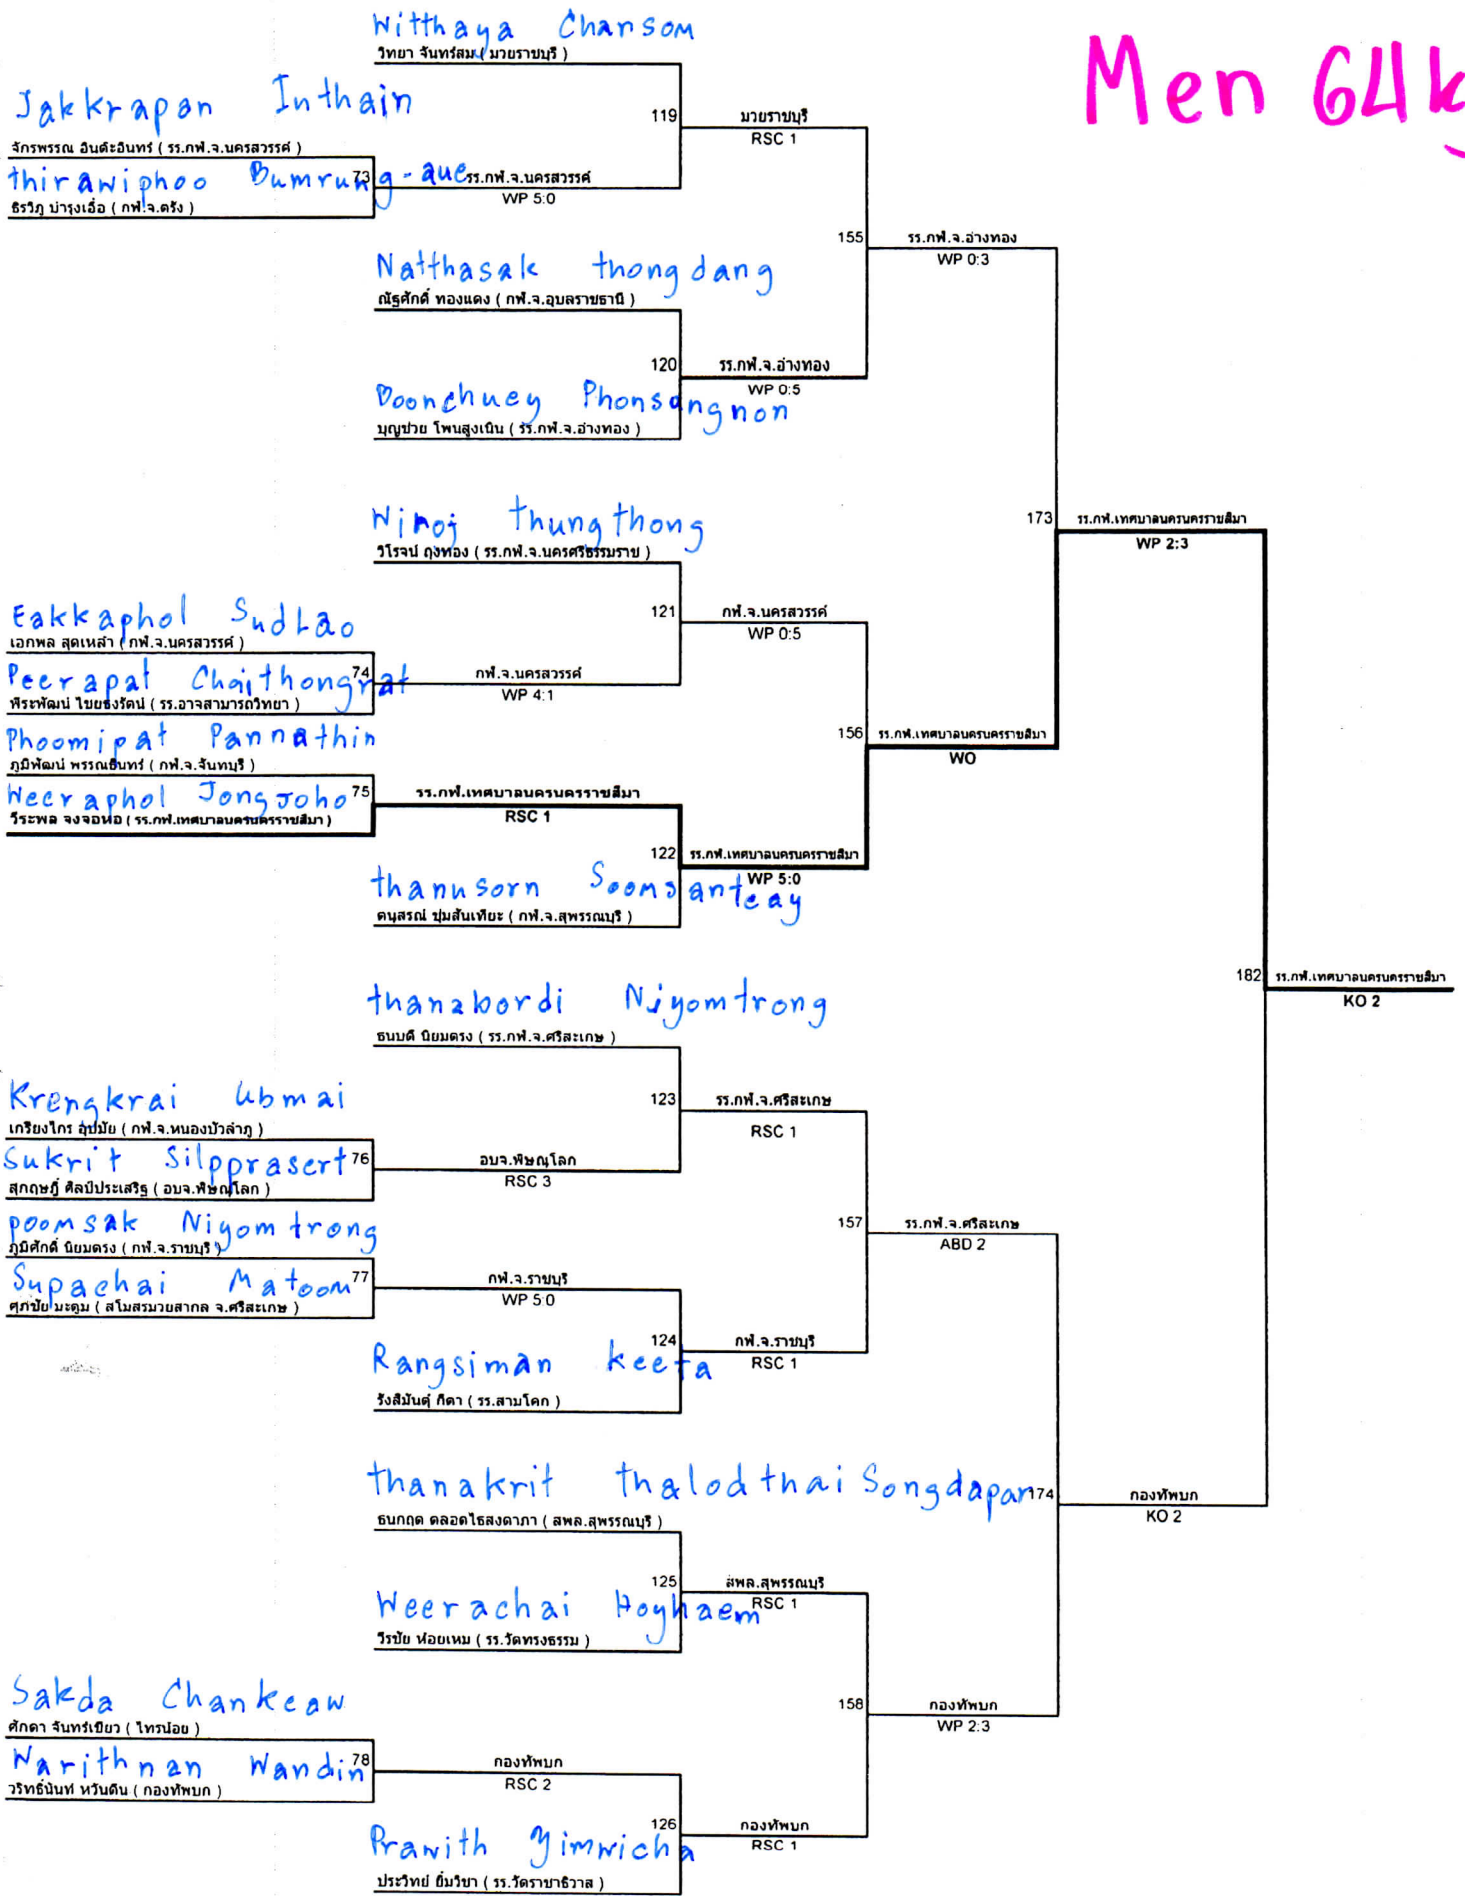 Witthaya Chansom
วิทยา จันทร์สม ( มวยราชบุรี )
Men 64k
Jakkrapan Inthain
จักรพรรณ อินต๊ะอินทร์ ( รร.กฬ.จ.นครสวรรค์ )
119 มวยราชบุรี
RSC 1
thirawiphoo Bumrung-aue
73 รร.กฬ.จ.นครสวรรค์
WP 5:0
ธิรวิภู บำรุงเอื่อ ( กฬ.จ.ตรัง )
155 รร.กฬ.จ.อ่างทอง
WP 0:3
Natthasak thongdang
ณัฐศักดิ์ ทองแดง ( กฬ.จ.อุบลราชธานี )
120 รร.กฬ.จ.อ่างทอง
WP 0:5
Boonchuey Phonsungnon
บุญช่วย โพนสูงเนิน ( รร.กฬ.จ.อ่างทอง )
Wiroj thungthong
วิโรจน์ ถุงทอง ( รร.กฬ.จ.นครศรีธรรมราช )
173 รร.กฬ.เทศบาลนครนครราชสีมา
WP 2:3
Eakkaphol Sudlao
เอกพล สุดเหล่า ( กฬ.จ.นครสวรรค์ )
121 กฬ.จ.นครสวรรค์
WP 0:5
Peerapat Chaithongrat
74 กฬ.จ.นครสวรรค์
WP 4:1
พีระพัฒน์ ไชยธงรัตน์ ( รร.อาจสามารถวิทยา )
Phoomipat Pannathin
ภูมิพัฒน์ พรรณธินทร์ ( กฬ.จ.จันทบุรี )
156 รร.กฬ.เทศบาลนครนครราชสีมา
WO
Weeraphol Jongjoho
75 รร.กฬ.เทศบาลนครนครราชสีมา
RSC 1
วีระพล จงจอหอ ( รร.กฬ.เทศบาลนครนครราชสีมา )
122 รร.กฬ.เทศบาลนครนครราชสีมา
WP 5:0
thanusorn Soomsanteay
ดนุสรณ์ ชุ่มสันเทียะ ( กฬ.จ.สุพรรณบุรี )
182 รร.กฬ.เทศบาลนครนครราชสีมา
KO 2
thanabordi Niyomtrong
ธนบดี นิยมตรง ( รร.กฬ.จ.ศรีสะเกษ )
Krengkrai Ubmai
เกรียงไกร อุปมัย ( กฬ.จ.หนองบัวลำภู )
123 รร.กฬ.จ.ศรีสะเกษ
RSC 1
Sukrit Silpprasert
76 อบจ.พิษณุโลก
RSC 3
สุกฤษฎิ์ ศิลป์ประเสริฐ ( อบจ.พิษณุโลก )
poomsak Niyomtrong
ภูมิศักดิ์ นิยมตรง ( กฬ.จ.ราชบุรี )
157 รร.กฬ.จ.ศรีสะเกษ
ABD 2
Supachai Matoom
77 กฬ.จ.ราชบุรี
WP 5:0
ศุภชัย มะตูม ( สโมสรมวยสากล จ.ศรีสะเกษ )
124 กฬ.จ.ราชบุรี
RSC 1
Rangsiman keeta
รังสิมันตุ์ กีตา ( รร.สามโคก )
thanakrit thalodthaiSongdapar
174 กองทัพบก
KO 2
ธนกฤต ตลอดไธสงดาภา ( สพล.สุพรรณบุรี )
125 สพล.สุพรรณบุรี
RSC 1
Weerachai Hoyhaem
วีรชัย ห้อยเหม ( รร.วัดทรงธรรม )
Sakda Chankeaw
ศักดา จันทร์เขียว ( ไทรน้อย )
158 กองทัพบก
WP 2:3
Warithnan Wandin
78 กองทัพบก
RSC 2
วริทธิ์นันท์ หวันดิน ( กองทัพบก )
126 กองทัพบก
RSC 1
Prawith Yimwicha
ประวิทย์ ยิ่มวิชา ( รร.วัดราชาธิวาส )